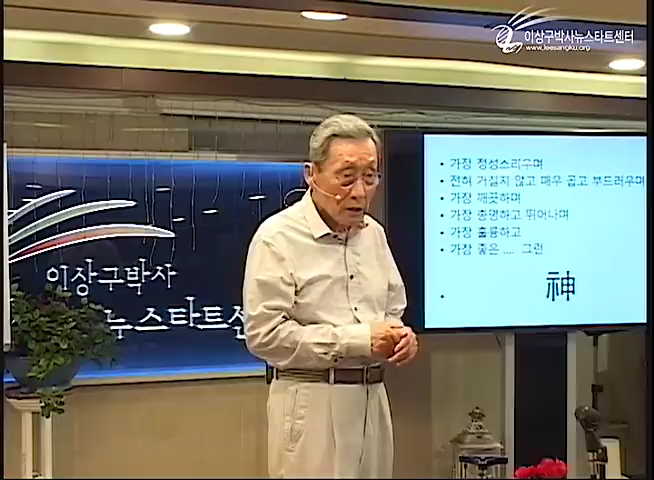 이상구박사뉴스타트센터
www.leesangku.org
• 가장 정성스러우며
• 전혀 거칠지 않고 매우 곱고 부드러우며
• 가장 깨끗하며
• 가장 총명하고 뛰어나며
• 가장 훌륭하고
• 가장 좋은 .... 그런
• 神
이상구박사
뉴스타트센